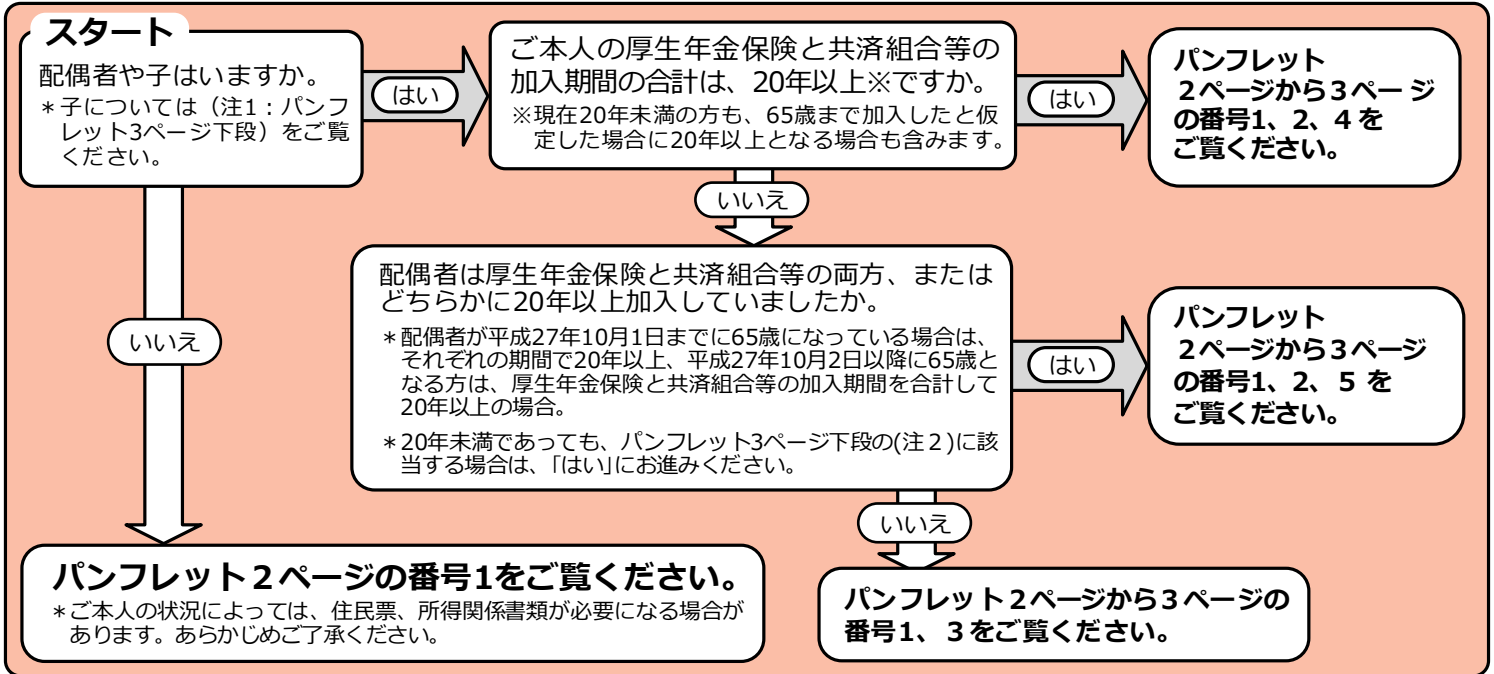 スタート
配偶者や子はいますか。
＊子については（注1：パンフ
レット3ページ下段）をご覧
ください。
はい
ご本人の厚生年金保険と共済組合等の
加入期間の合計は、20年以上※ですか。
※現在20年未満の方も、65歳まで加入したと仮
定した場合に20年以上となる場合も含みます。
はい
パンフレット
２ページから３ペー ジ
の番号1、2、４を
ご覧ください。
いいえ
配偶者は厚生年金保険と共済組合等の両方、または
どちらかに20年以上加入していましたか。
＊配偶者が平成27年10月1日までに65歳になっている場合は、
それぞれの期間で20年以上、平成27年10月2日以降に65歳と
なる方は、厚生年金保険と共済組合等の加入期間を合計して
20年以上の場合。
＊20年未満であっても、パンフレット3ページ下段の(注２)に該
当する場合は、｢はい｣にお進みください。
はい
パンフレット
２ページから３ページ
の番号1、2、５ を
ご覧ください。
いいえ
いいえ
パンフレット２ページの番号1をご覧ください。
＊ご本人の状況によっては、住民票、所得関係書類が必要になる場合が
あります。あらかじめご了承ください。
パンフレット２ページから３ページの
番号1、３をご覧ください。